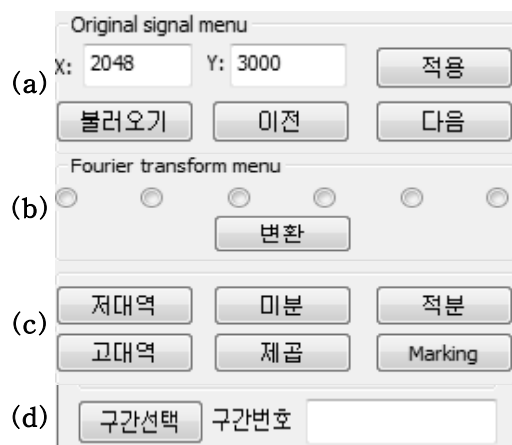 Original signal menu
(a) X: 2048 Y: 3000 적용
불러오기 이전 다음
Fourier transform menu
(b)
변환
(c) 저대역 미분 적분
고대역 제곱 Marking
(d) 구간선택 구간번호